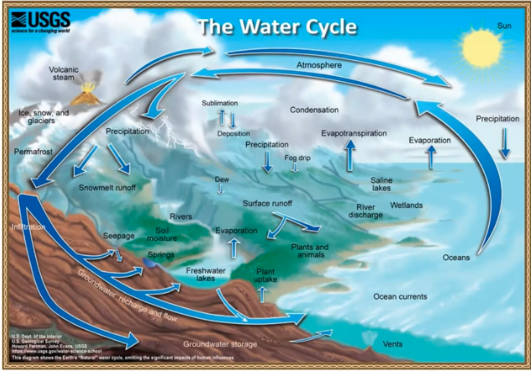 USGS
science for a changing world
The Water Cycle
Sun
Atmosphere
Volcanic
steam
Ice, snow, and
glaciers
Permafrost
Precipitation
Sublimation
Deposition
Condensation
Precipitation
Fog drip
Evapotranspiration
Evaporation
Precipitation
Snowmelt runoff
Dew
Surface runoff
Saline
lakes
River
discharge
Wetlands
Infiltration
Seepage
Rivers
Soil
moisture
Springs
Evaporation
Freshwater
lakes
Plants and
animals
Plant
uptake
Oceans
Ocean currents
Groundwater recharge and flow
Groundwater storage
Vents
U.S. Dept. of the Interior
U.S. Geological Survey
Howard Perlman, John Evans, USGS
https://www.usgs.gov/water-science-school
This diagram shows the Earth's "Natural" water cycle, omitting the significant impacts of human influences.